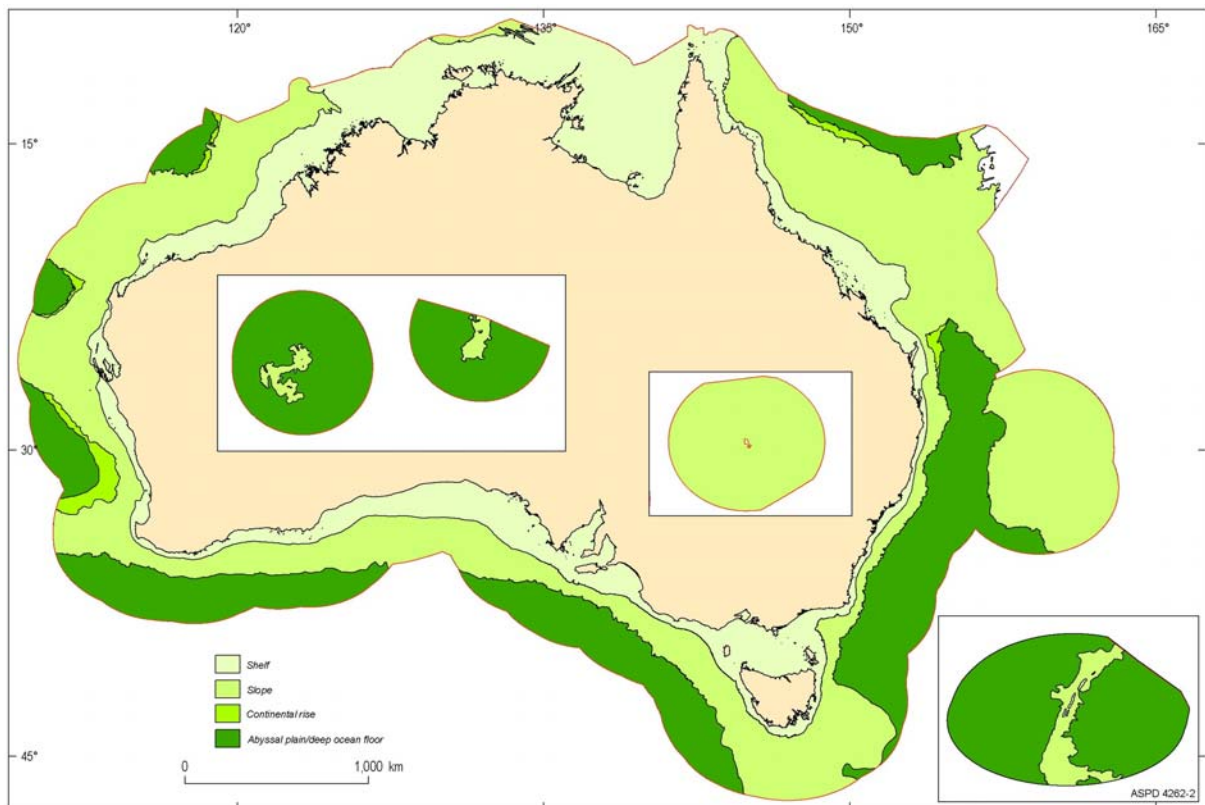 120° 135° 150° 165°
15°
30°
45°
Shelf
Slope
Continental rise
Abyssal plain/deep ocean floor
0 1,000 km
ASPD 4262-2